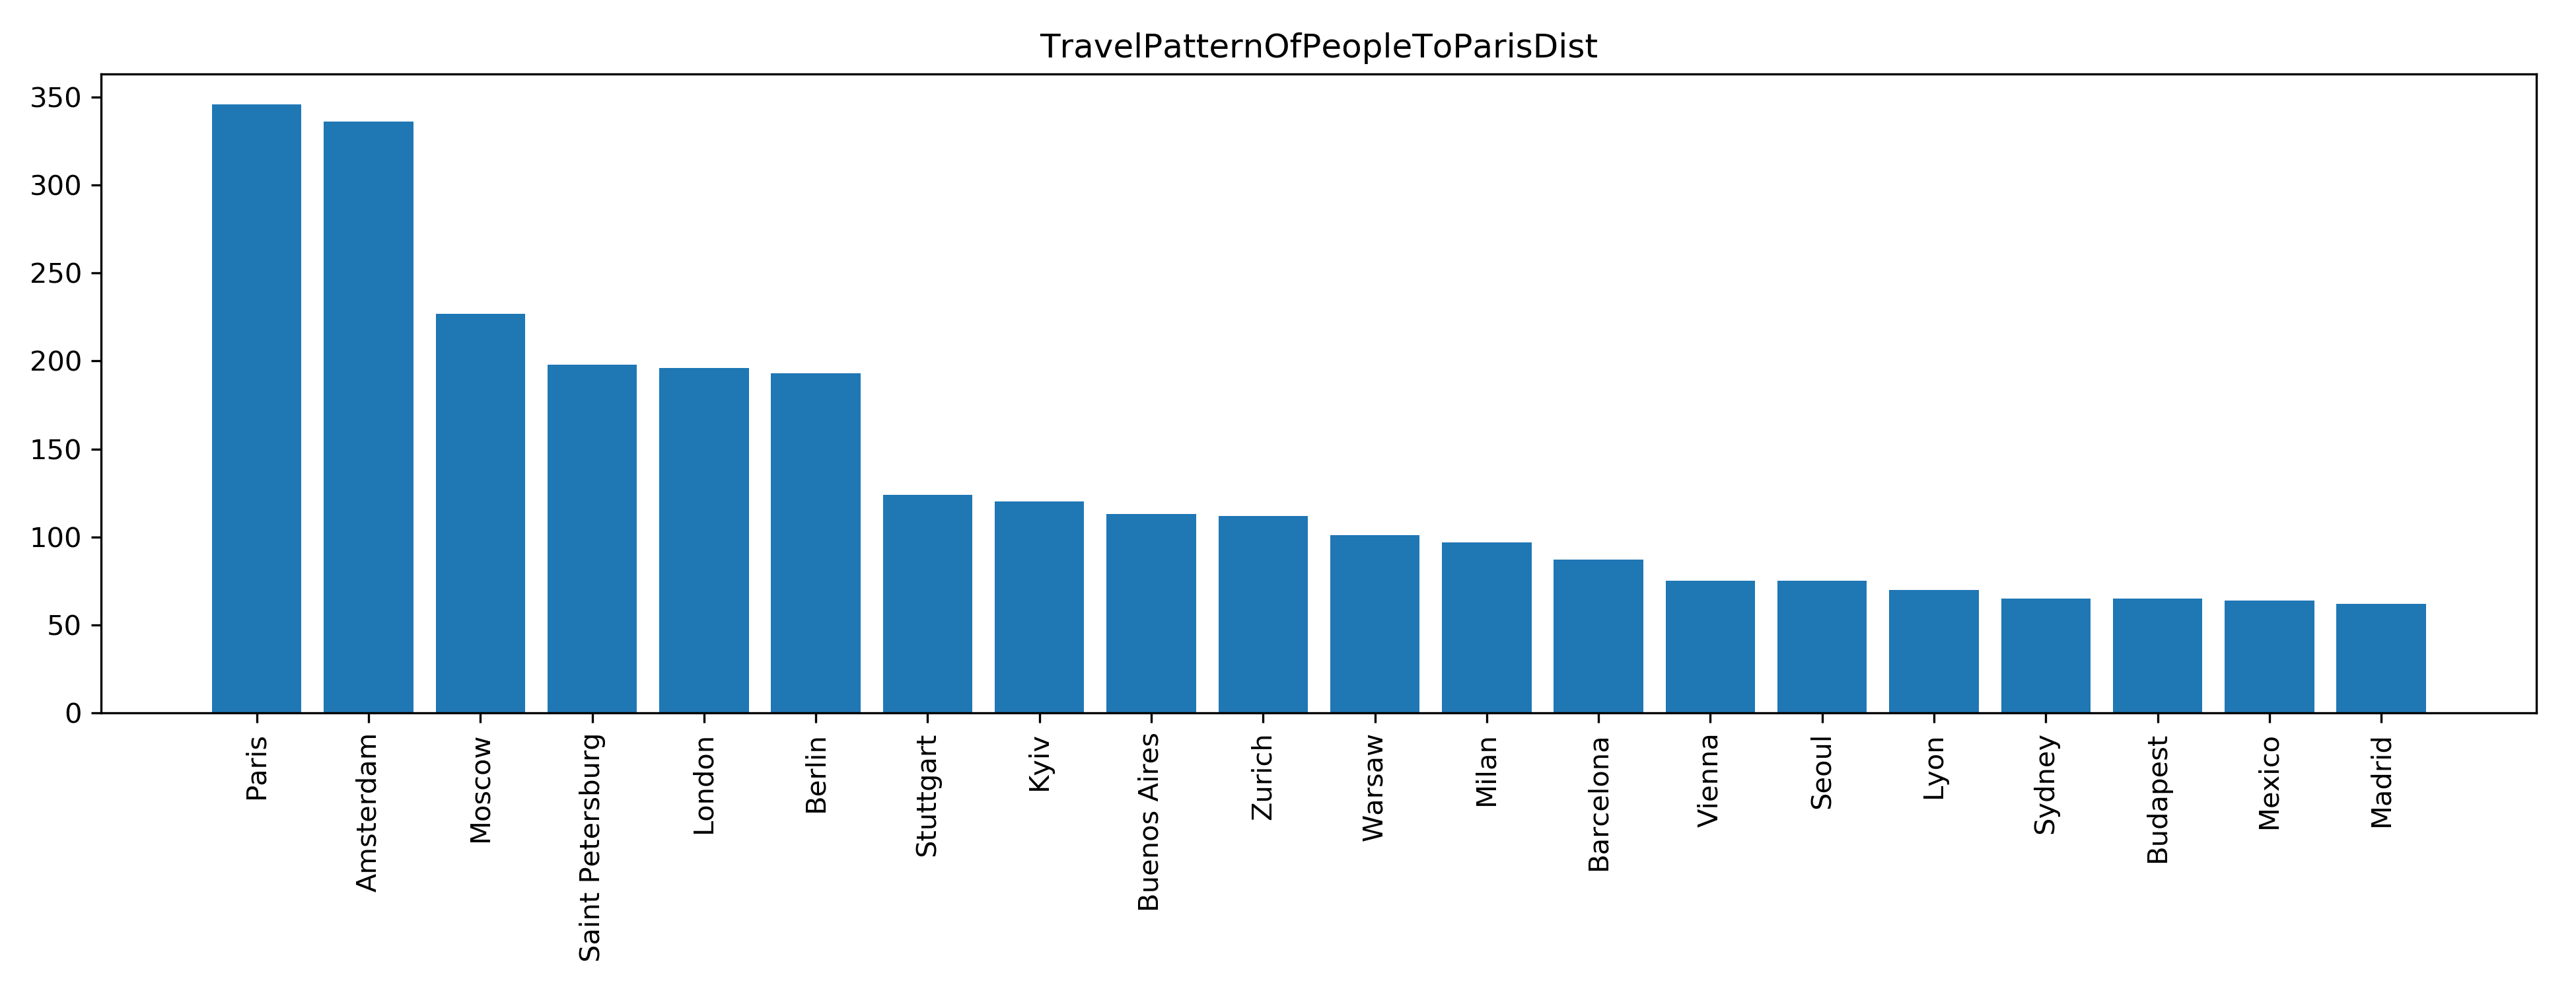 TravelPatternOfPeopleToParisDist
350
300
250
200
150
100
50
0
Paris
Amsterdam
Moscow
Saint Petersburg
London
Berlin
Stuttgart
Kyiv
Buenos Aires
Zurich
Warsaw
Milan
Barcelona
Vienna
Seoul
Lyon
Sydney
Budapest
Mexico
Madrid